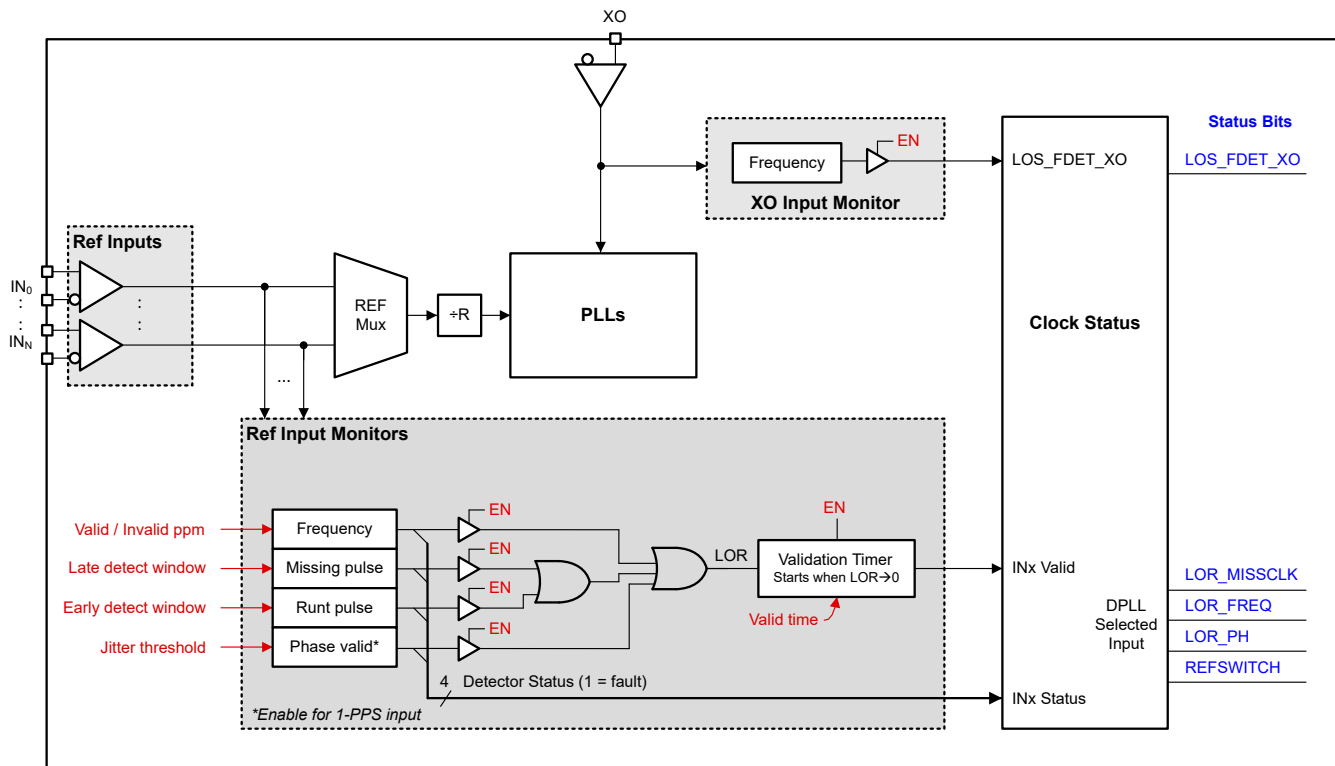 XO
Status Bits
EN
Frequency
LOS_FDET_XO
LOS_FDET_XO
XO Input Monitor
Ref Inputs
IN0
:
:
INN
:
:
REF
Mux
÷R
PLLs
Clock Status
...
Ref Input Monitors
Valid / Invalid ppm
Frequency
EN
Late detect window
Missing pulse
EN
Early detect window
Runt pulse
EN
Jitter threshold
Phase valid*
EN
LOR
EN
Validation Timer
Starts when LOR→0
Valid time
INx Valid
DPLL
Selected
Input
LOR_MISSCLK
LOR_FREQ
LOR_PH
REFSWITCH
4 Detector Status (1 = fault)
INx Status
*Enable for 1-PPS input